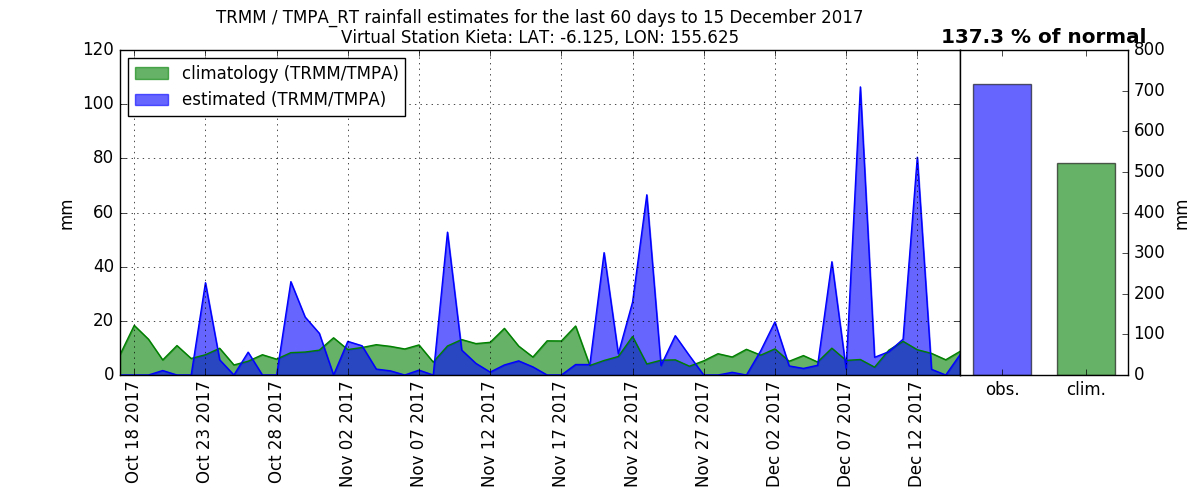 TRMM / TMPA_RT rainfall estimates for the last 60 days to 15 December 2017
Virtual Station Kieta: LAT: -6.125, LON: 155.625
137.3 % of normal
climatology (TRMM/TMPA)
estimated (TRMM/TMPA)
120
100
80
60
40
20
0
mm
800
700
600
500
400
300
200
100
0
mm
obs.
clim.
Oct 18 2017
Oct 23 2017
Oct 28 2017
Nov 02 2017
Nov 07 2017
Nov 12 2017
Nov 17 2017
Nov 22 2017
Nov 27 2017
Dec 02 2017
Dec 07 2017
Dec 12 2017